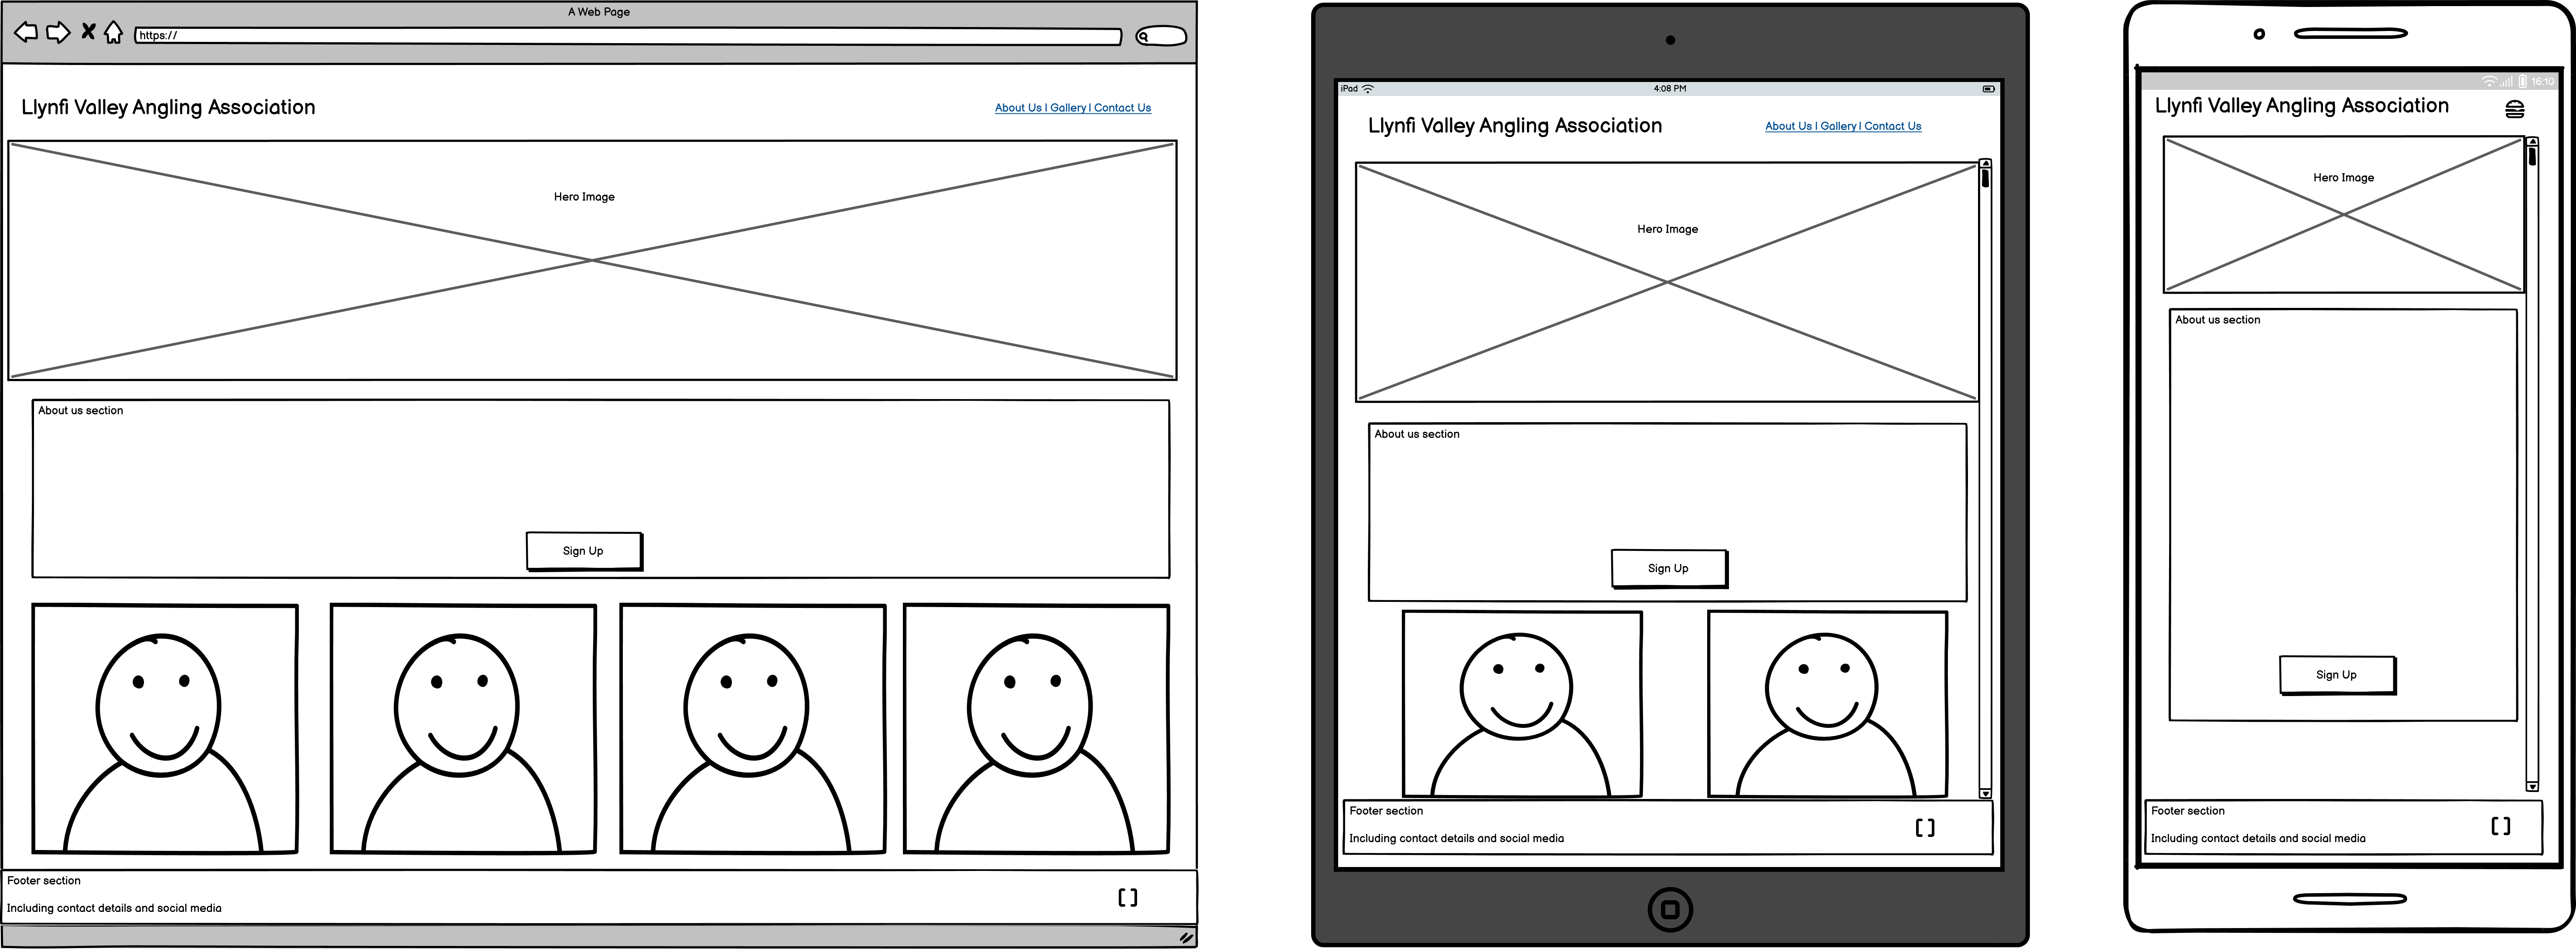 A Web Page
https://
Llynfi Valley Angling Association
About Us | Gallery | Contact Us
Hero Image
About us section
Sign Up
Footer section
Including contact details and social media
iPad
4:08 PM
Llynfi Valley Angling Association
About Us | Gallery | Contact Us
Hero Image
About us section
Sign Up
Footer section
Including contact details and social media
16:10
Llynfi Valley Angling Association
Hero Image
About us section
Sign Up
Footer section
Including contact details and social media